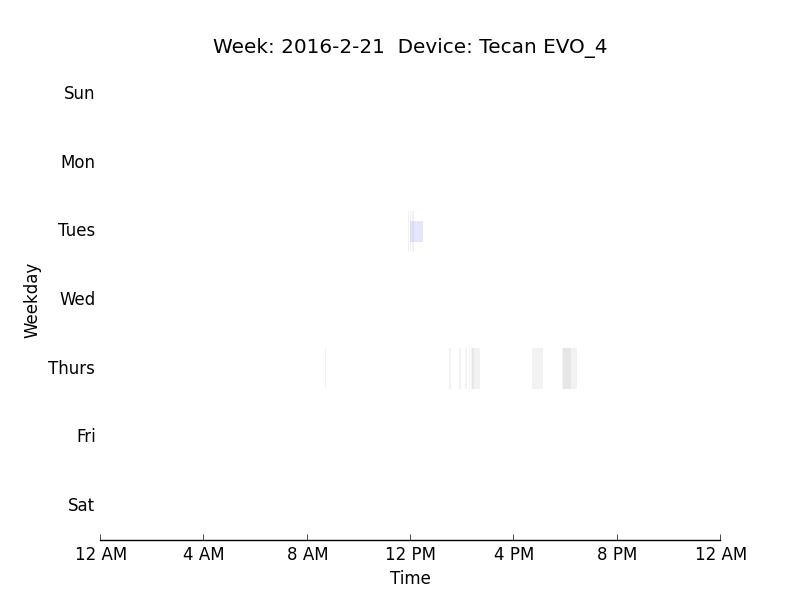 Week: 2016-2-21  Device: Tecan EVO_4
Sun
Mon
Tues
Wed
Thurs
Fri
Sat
Weekday
12 AM
4 AM
8 AM
12 PM
4 PM
8 PM
12 AM
Time